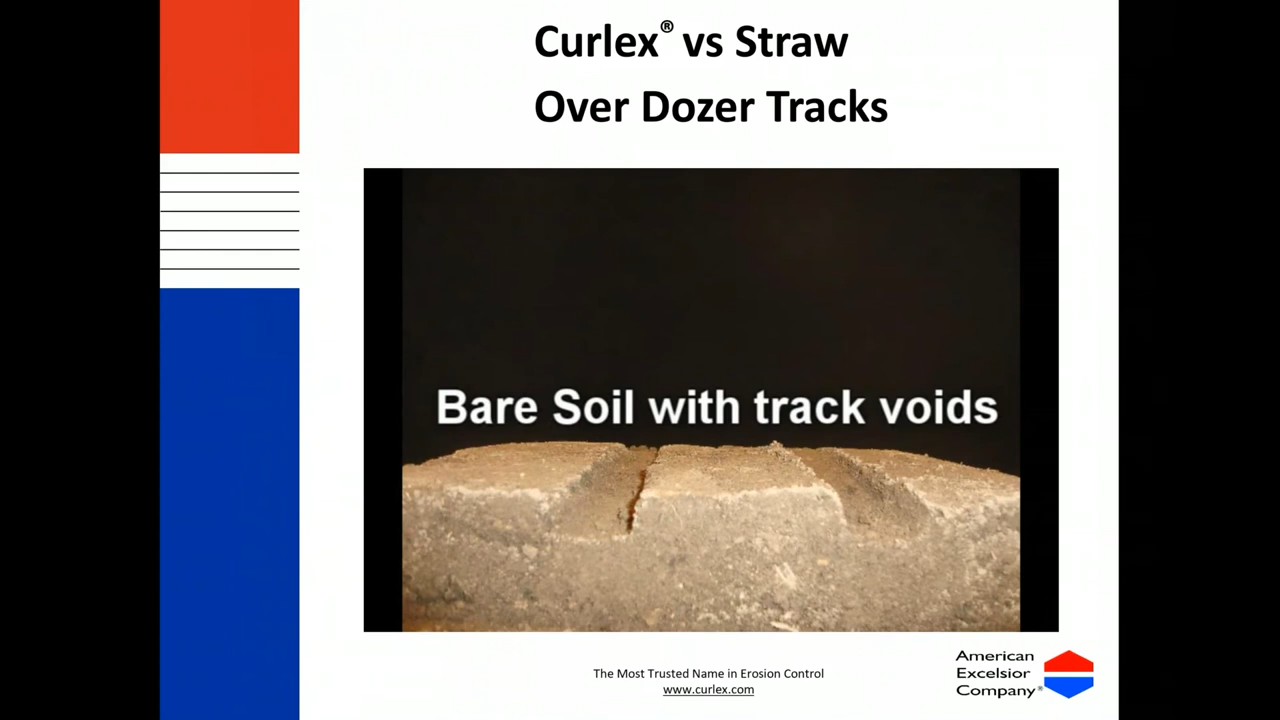 Curlex® vs Straw
Over Dozer Tracks
Bare Soil with track voids
The Most Trusted Name in Erosion Control
www.curlex.com
American
Excelsior
Company®